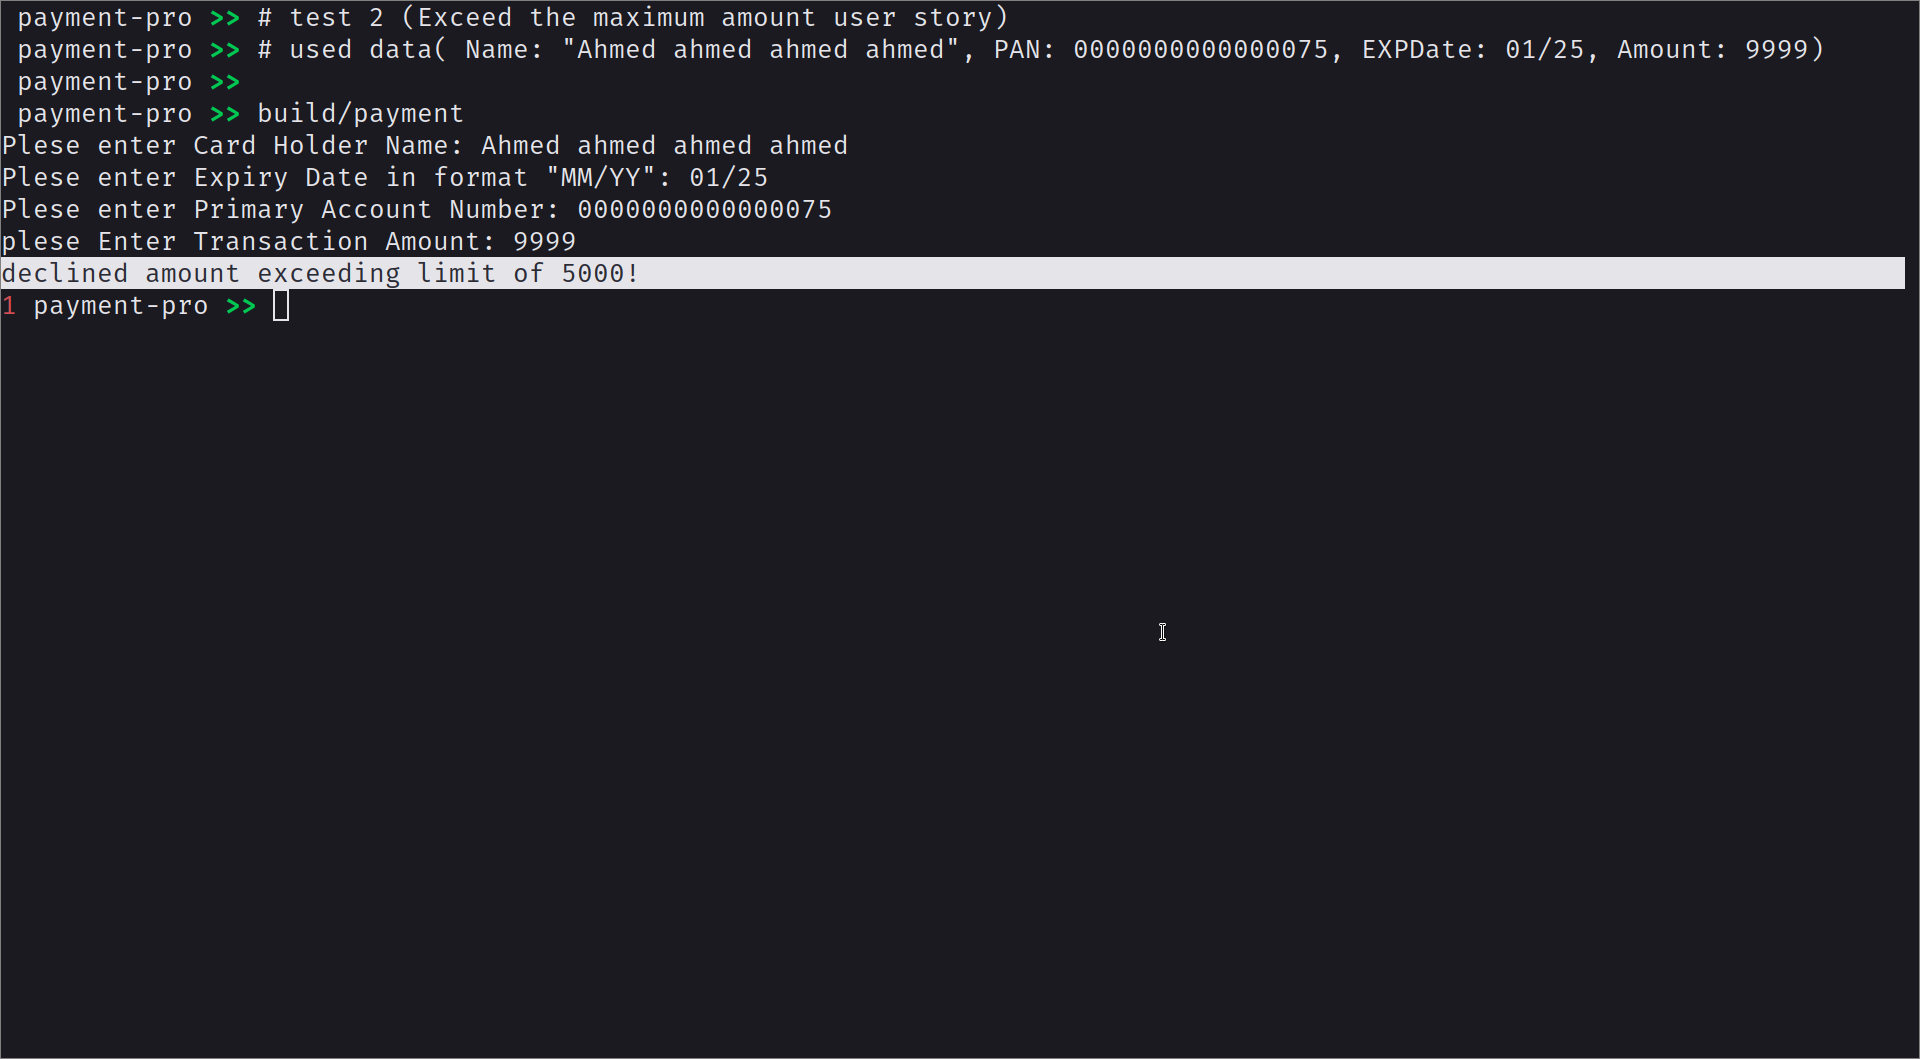 payment-pro >> # test 2 (Exceed the maximum amount user story)
payment-pro >> # used data( Name: "Ahmed ahmed ahmed ahmed", PAN: 0000000000000075, EXPDate: 01/25, Amount: 9999)
payment-pro >>
payment-pro >> build/payment
Plese enter Card Holder Name: Ahmed ahmed ahmed ahmed
Plese enter Expiry Date in format "MM/YY": 01/25
Plese enter Primary Account Number: 0000000000000075
plese Enter Transaction Amount: 9999
declined amount exceeding limit of 5000!
1 payment-pro >>